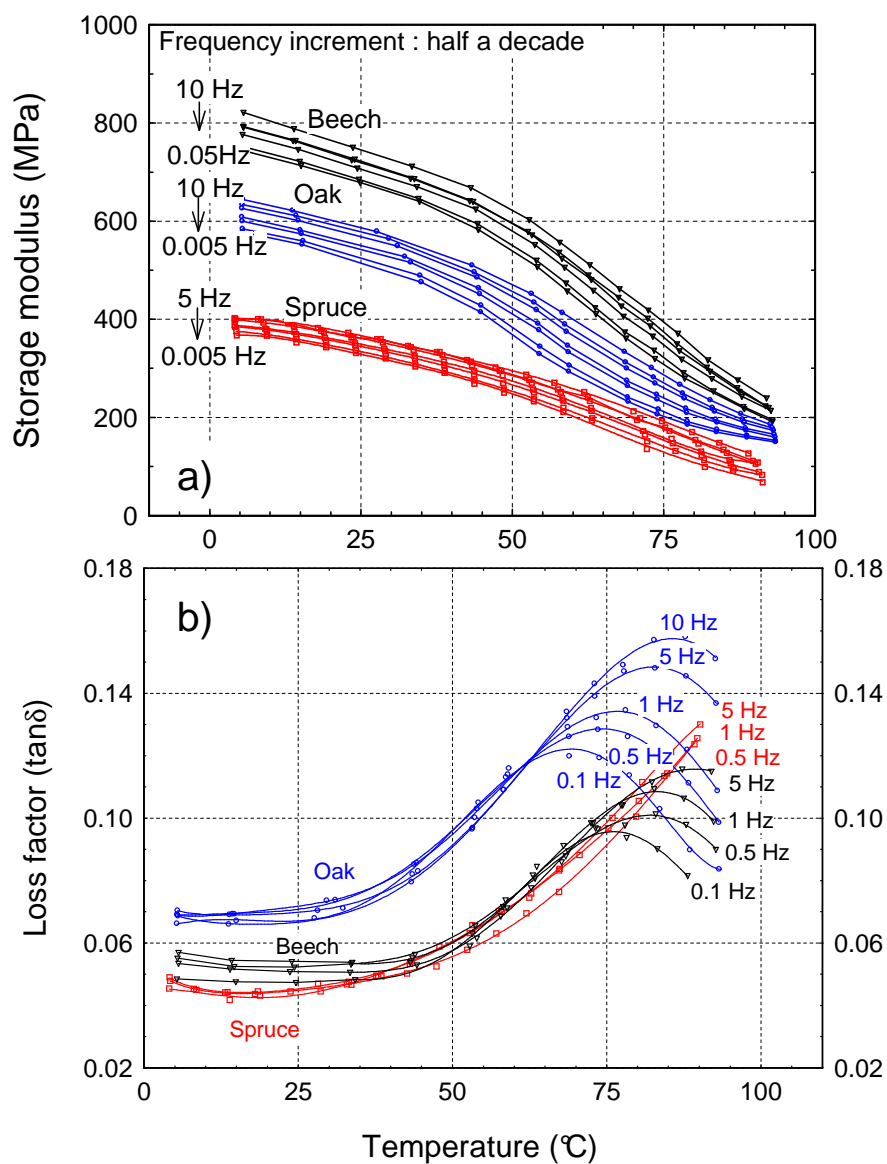 1000
Frequency increment : half a decade
10 Hz
Beech
800
0.05Hz
10 Hz
Oak
600
0.005 Hz
5 Hz
Spruce
400
0.005 Hz
200
a)
0
0 25 50 75 100
Storage modulus (MPa)
0.18 0.18
b)
10 Hz
5 Hz
0.14 0.14
1 Hz
5 Hz
1 Hz
0.5 Hz
0.5 Hz
0.1 Hz
5 Hz
0.10 0.10
1 Hz
0.5 Hz
Oak
0.1 Hz
0.06 0.06
Beech
Spruce
0.02 0.02
0 25 50 75 100
Loss factor (tanδ)
Temperature (°C)